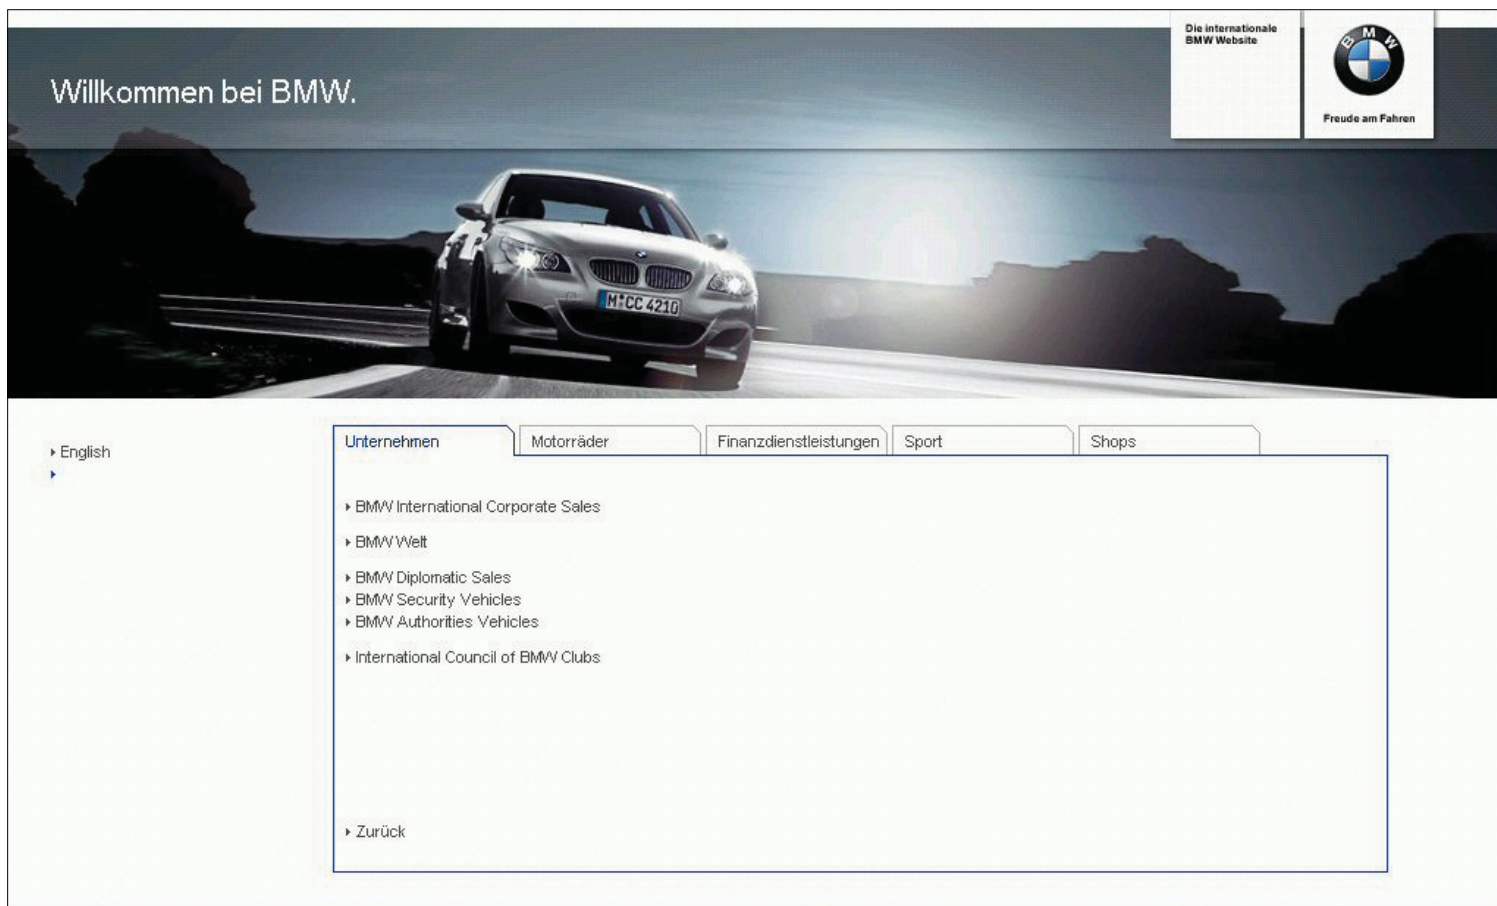 Die internationale
BMW Website
BMW
Freude am Fahren
Willkommen bei BMW.
M CC 4210
English
Unternehmen
Motorräder
Finanzdienstleistungen
Sport
Shops
BMW International Corporate Sales
BMW Welt
BMW Diplomatic Sales
BMW Security Vehicles
BMW Authorities Vehicles
International Council of BMW Clubs
Zurück